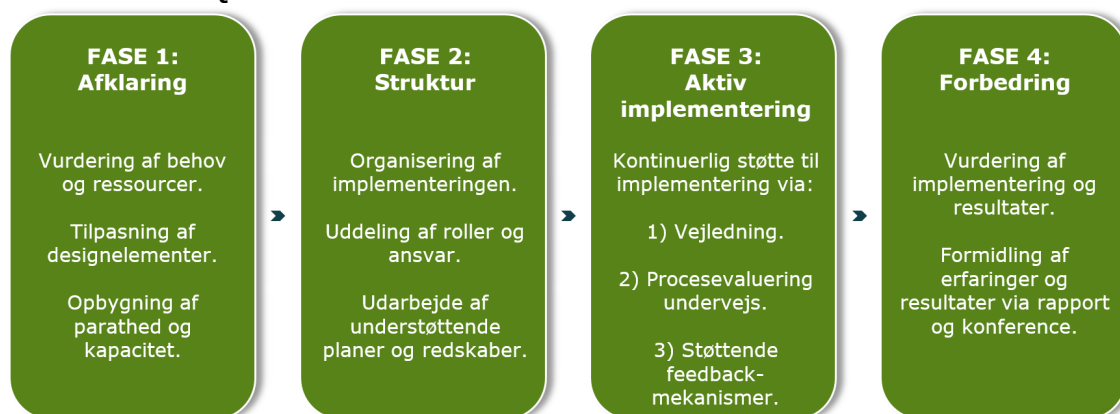 FASE 1:
Afklaring
Vurdering af behov
og ressourcer.
Tilpasning af
designelementer.
Opbygning af
parathed og
kapacitet.
FASE 2:
Struktur
Organisering af
implementeringen.
Uddeling af roller og
ansvar.
Udarbejde af
understøttende
planer og redskaber.
FASE 3:
Aktiv
implementering
Kontinuerlig støtte til
implementering via:
1) Vejledning.
2) Procesevaluering
undervejs.
3) Støttende
feedback-
mekanismer.
FASE 4:
Forbedring
Vurdering af
implementering og
resultater.
Formidling af
erfaringer og
resultater via rapport
og konference.